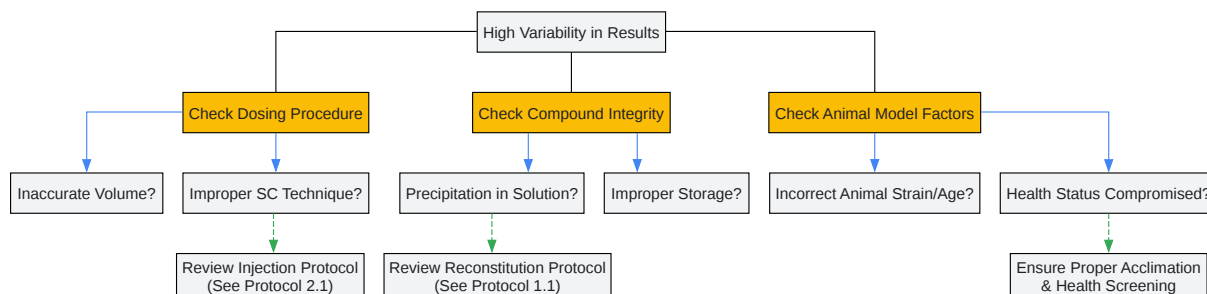 High Variability in Results
Check Dosing Procedure
Check Compound Integrity
Check Animal Model Factors
Inaccurate Volume?
Improper SC Technique?
Precipitation in Solution?
Improper Storage?
Incorrect Animal Strain/Age?
Health Status Compromised?
Review Injection Protocol
(See Protocol 2.1)
Review Reconstitution Protocol
(See Protocol 1.1)
Ensure Proper Acclimation
& Health Screening